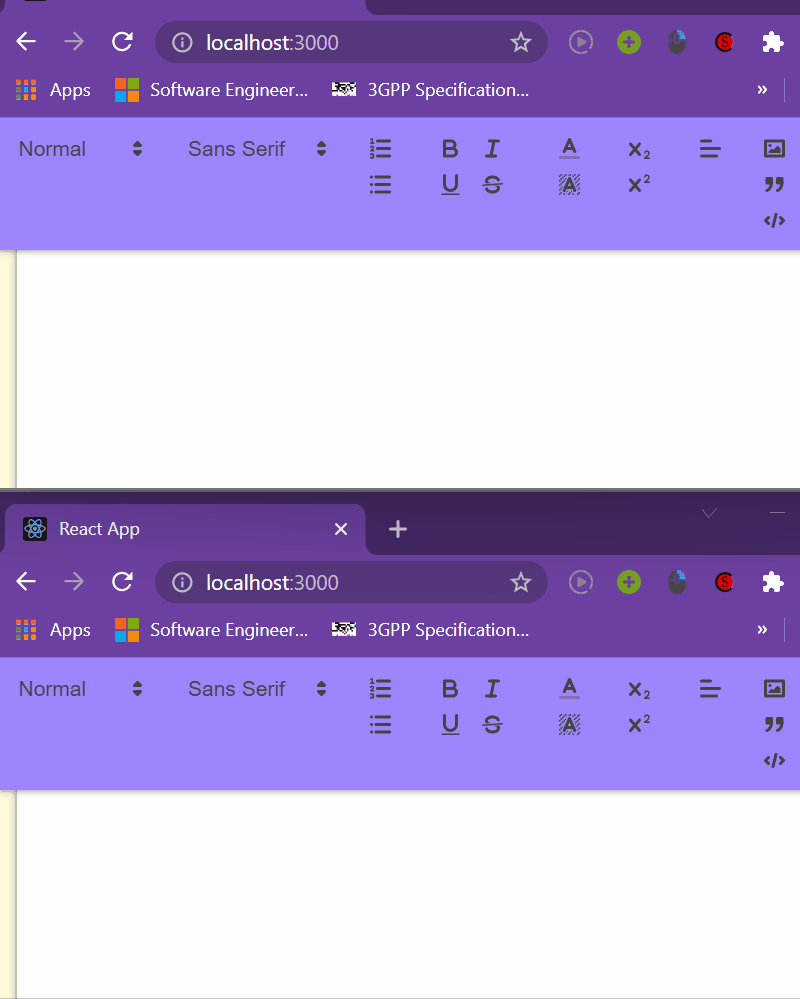 localhost:3000
Apps Software Engineer... 3GPP Specification... »
Normal Sans Serif
React App
localhost:3000
Apps Software Engineer... 3GPP Specification... »
Normal Sans Serif